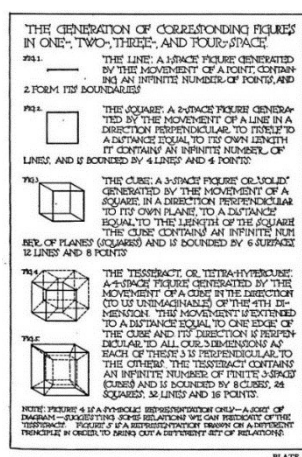 THE GENERATION OF CORRESPONDING FIGURES
IN ONE-, TWO-, THREE-, AND FOUR-SPACE.
FIG. 1.
THE LINE: A 1-SPACE FIGURE GENERATED
BY THE MOVEMENT OF A POINT, CONTAIN-
ING AN INFINITE NUMBER OF POINTS, AND
2 FORM ITS BOUNDARIES
FIG. 2.
THE SQUARE: A 2-SPACE FIGURE GENERA-
TED BY THE MOVEMENT OF A LINE IN A
DIRECTION PERPENDICULAR TO ITSELF TO
A DISTANCE EQUAL TO ITS OWN LENGTH
IT CONTAINS AN INFINITE NUMBER OF
LINES, AND IS BOUNDED BY 4 LINES AND 4 POINTS.
FIG. 3
THE CUBE: A 3-SPACE FIGURE OR "SOLID"
GENERATED BY THE MOVEMENT OF A
SQUARE, IN A DIRECTION PERPENDICULAR
TO ITS OWN PLANE, TO A DISTANCE
EQUAL TO THE LENGTH OF THE SQUARE
THE CUBE CONTAINS AN INFINITE NUM
BER OF PLANES (SQUARES) AND IS BOUNDED BY 6 SURFACES,
12 LINES AND 8 POINTS
FIG. 4
THE TESSERACT, OR TETRA-HYPERCUBE:
A 4-SPACE FIGURE GENERATED BY THE
MOVEMENT OF A CUBE IN THE DIRECTION
(TO US UNIMAGINABLE) OF THE 4TH DI-
MENSION. THIS MOVEMENT IS EXTENDED
TO A DISTANCE EQUAL TO ONE EDGE OF
THE CUBE AND ITS DIRECTION IS PERPEN-
DICULAR TO ALL OUR 3 DIMENSIONS AS
EACH OF THESE 3 IS PERPENDICULAR TO
THE OTHERS. THE TESSERACT CONTAINS
AN INFINITE NUMBER OF FINITE 3-SPACES
(CUBES) AND IS BOUNDED BY 8 CUBES, 24
SQUARES, 32 LINES AND 16 POINTS.
FIG. 5
NOTE: FIGURE 4 IS A SYMBOLIC REPRESENTATION ONLY—A SORT OF
DIAGRAM—SUGGESTING SOME RELATIONS WE CAN PREDICATE OF THE
TESSERACT. FIGURE 5 IS A REPRESENTATION DRAWN ON A DIFFERENT
PRINCIPLE IN ORDER TO BRING OUT A DIFFERENT SET OF RELATIONS.
PLATE